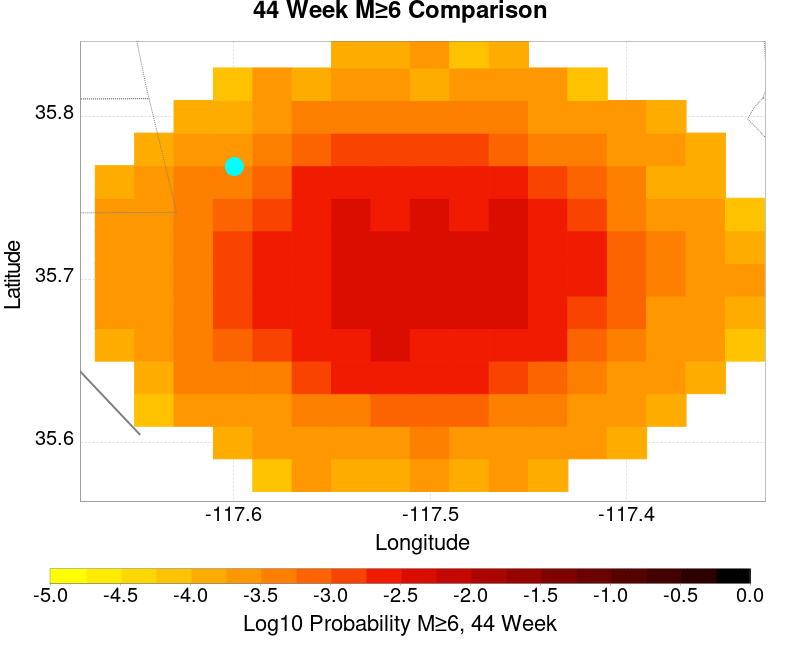 44 Week M≥6 Comparison
35.8
35.7
35.6
Latitude
-117.6 -117.5 -117.4
Longitude
-5.0 -4.5 -4.0 -3.5 -3.0 -2.5 -2.0 -1.5 -1.0 -0.5 0.0
Log10 Probability M≥6, 44 Week